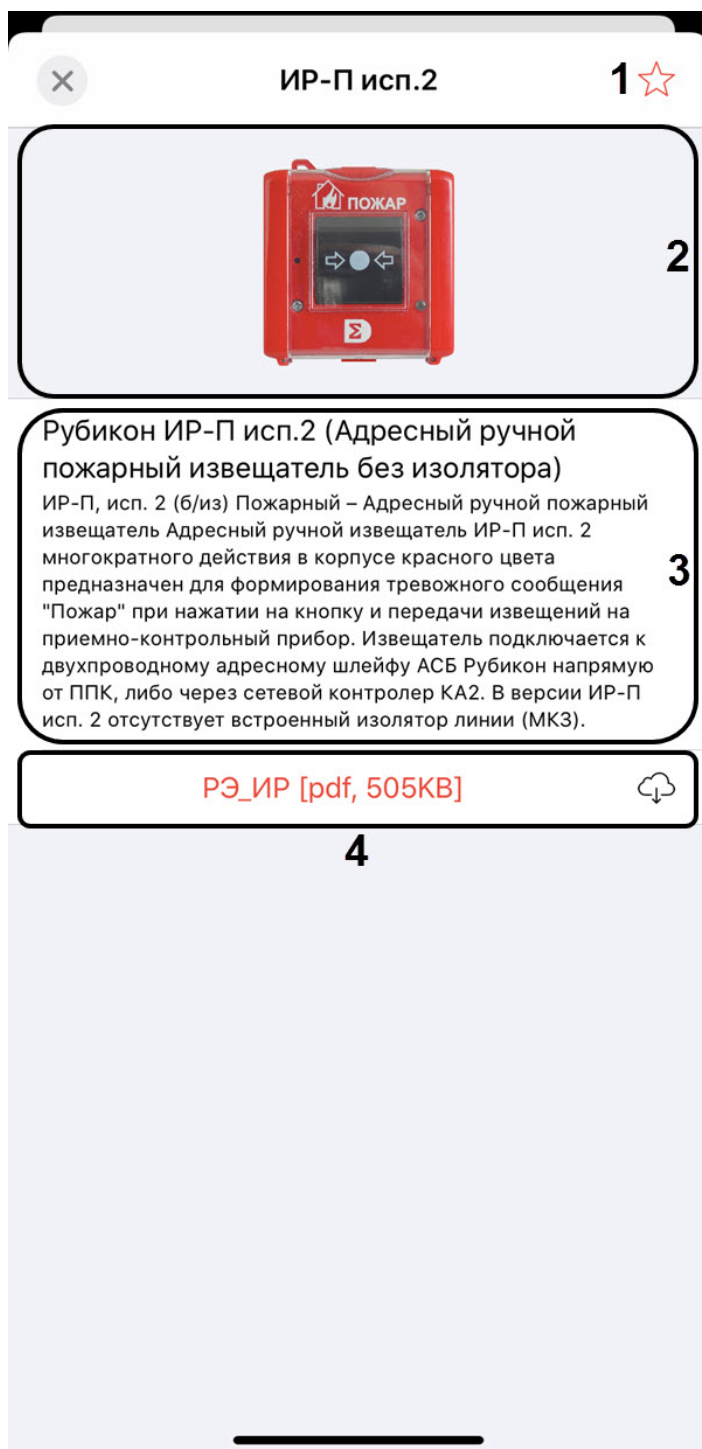 ИР-П исп.2
1
ПОЖАР
2
Рубикон ИР-П исп.2 (Адресный ручной
пожарный извещатель без изолятора)
ИР-П, исп. 2 (б/из) Пожарный – Адресный ручной пожарный
извещатель Адресный ручной извещатель ИР-П исп. 2
многократного действия в корпусе красного цвета
предназначен для формирования тревожного сообщения
"Пожар" при нажатии на кнопку и передачи извещений на
приемно-контрольный прибор. Извещатель подключается к
двухпроводному адресному шлейфу АСБ Рубикон напрямую
от ППК, либо через сетевой контролер КА2. В версии ИР-П
исп. 2 отсутствует встроенный изолятор линии (МКЗ).
3
РЭ_ИР [pdf, 505KB]
4